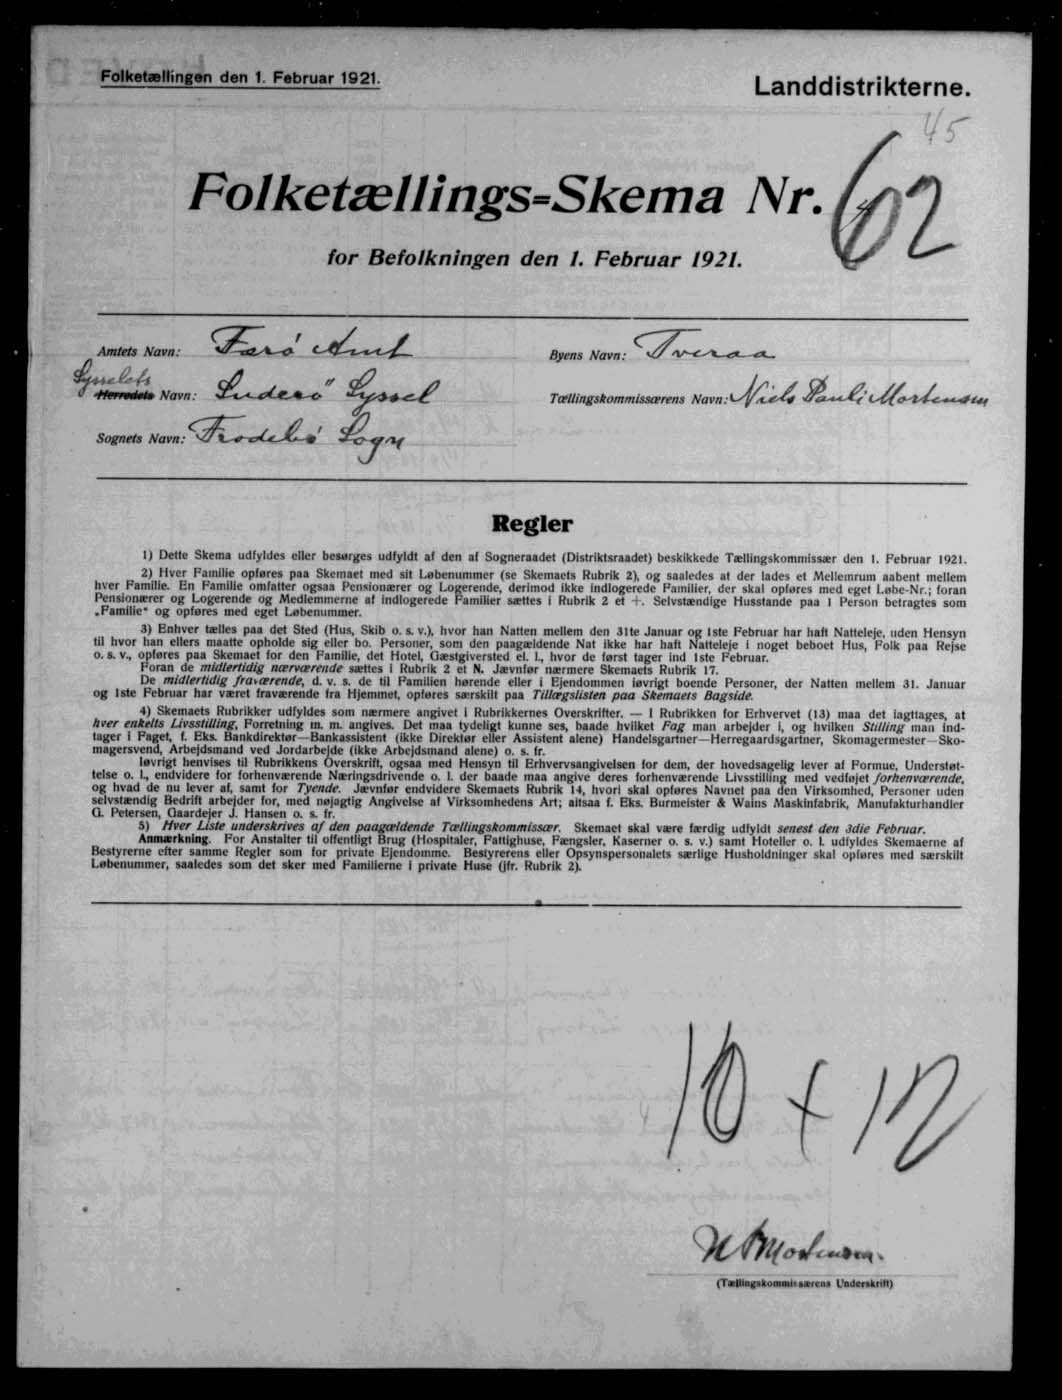 Folketællingen den 1. Februar 1921.
Landdistrikterne.
45
Folketællings=Skema Nr. 62
for Befolkningen den 1. Februar 1921.
Amtets Navn: Færø Amt
Byens Navn: Tveraa
Sysselets
Herredets Navn: Suderø Syssel
Tællingskommissærens Navn: Niels Pauli Mortensen
Sognets Navn: Frodebø Sogn
Regler
1) Dette Skema udfyldes eller besørges udfyldt af den af Sogneraadet (Distriktsraadet) beskikkede Tællingskommissær den 1. Februar 1921.
2) Hver Familie opføres paa Skemaet med sit Løbenummer (se Skemaets Rubrik 2), og saaledes at der lades et Mellemrum aabent mellem
hver Familie. En Familie omfatter ogsaa Pensionærer og Logerende, derimod ikke indlogerede Familier, der skal opføres med eget Løbe-Nr.; foran
Pensionærer og Logerende og Medlemmerne af indlogerede Familier sættes i Rubrik 2 et +. Selvstændige Husstande paa 1 Person betragtes som
„Familie“ og opføres med eget Løbenummer.
3) Enhver tælles paa det Sted (Hus, Skib o. s. v.), hvor han Natten mellem den 31te Januar og 1ste Februar har haft Natteleje, uden Hensyn
til hvor han ellers maatte opholde sig eller bo. Personer, som den paagældende Nat ikke har haft Natteleje i noget beboet Hus, Folk paa Rejse
o. s. v., opføres paa Skemaet for den Familie, det Hotel, Gæstgiversted el. l., hvor de først tager ind 1ste Februar.
Foran de midlertidig nærværende sættes i Rubrik 2 et N. Jævnfør nærmere Skemaets Rubrik 17.
De midlertidig fraværende, d. v. s. de til Familien hørende eller i Ejendommen iøvrigt boende Personer, der Natten mellem 31. Januar
og 1ste Februar har været fraværende fra Hjemmet, opføres særskilt paa Tillægslisten paa Skemaets Bagside.
4) Skemaets Rubrikker udfyldes som nærmere angivet i Rubrikkernes Overskrifter. — I Rubrikken for Erhvervet (13) maa det iagttages, at
hver enkelts Livsstilling, Forretning m. m. angives. Det maa tydeligt kunne ses, baade hvilket Fag man arbejder i, og hvilken Stilling man ind-
tager i Faget, f. Eks. Bankdirektør—Bankassistent (ikke Direktør eller Assistent alene) Handelsgartner—Herregaardsgartner, Skomagermester—Sko-
magersvend, Arbejdsmand ved Jordarbejde (ikke Arbejdsmand alene) o. s. fr.
Iøvrigt henvises til Rubrikkens Overskrift, ogsaa med Hensyn til Erhvervsangivelsen for dem, der hovedsagelig lever af Formue, Understøt-
telse o. l., endvidere for forhenværende Næringsdrivende o. l. der baade maa angive deres forhenværende Livsstilling med vedføjet forhenværende,
og hvad de nu lever af, samt for Tyende. Jævnfør endvidere Skemaets Rubrik 14, hvori skal opføres Navnet paa den Virksomhed, Personer uden
selvstændig Bedrift arbejder for, med nøjagtig Angivelse af Virksomhedens Art; altsaa f. Eks. Burmeister & Wains Maskinfabrik, Manufakturhandler
G. Petersen, Gaardejer J. Hansen o. s. fr.
5) Hver Liste underskrives af den paagældende Tællingskommissær. Skemaet skal være færdig udfyldt senest den 3die Februar.
Anmærkning. For Anstalter til offentligt Brug (Hospitaler, Fattighuse, Fængsler, Kaserner o. s. v.) samt Hoteller o. l. udfyldes Skemaerne af
Bestyrerne efter samme Regler som for private Ejendomme. Bestyrerens eller Opsynspersonalets særlige Husholdninger skal opføres med særskilt
Løbenummer, saaledes som det sker med Familierne i private Huse (jfr. Rubrik 2).
10 + 12
N P Mortensen.
(Tællingskommissærens Underskrift)